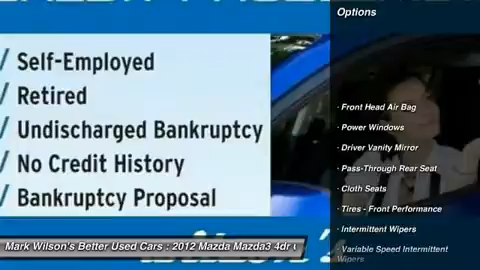 / Self-Employed
/ Retired
/ Undischarged Bankruptcy
/ No Credit History
/ Bankruptcy Proposal
Mark Wilson's Better Used Cars : 2012 Mazda Mazda3 4dr
Options
· Front Head Air Bag
· Power Windows
· Driver Vanity Mirror
· Pass-Through Rear Seat
· Cloth Seats
· Tires - Front Performance
· Intermittent Wipers
· Variable Speed Intermittent
Wipers